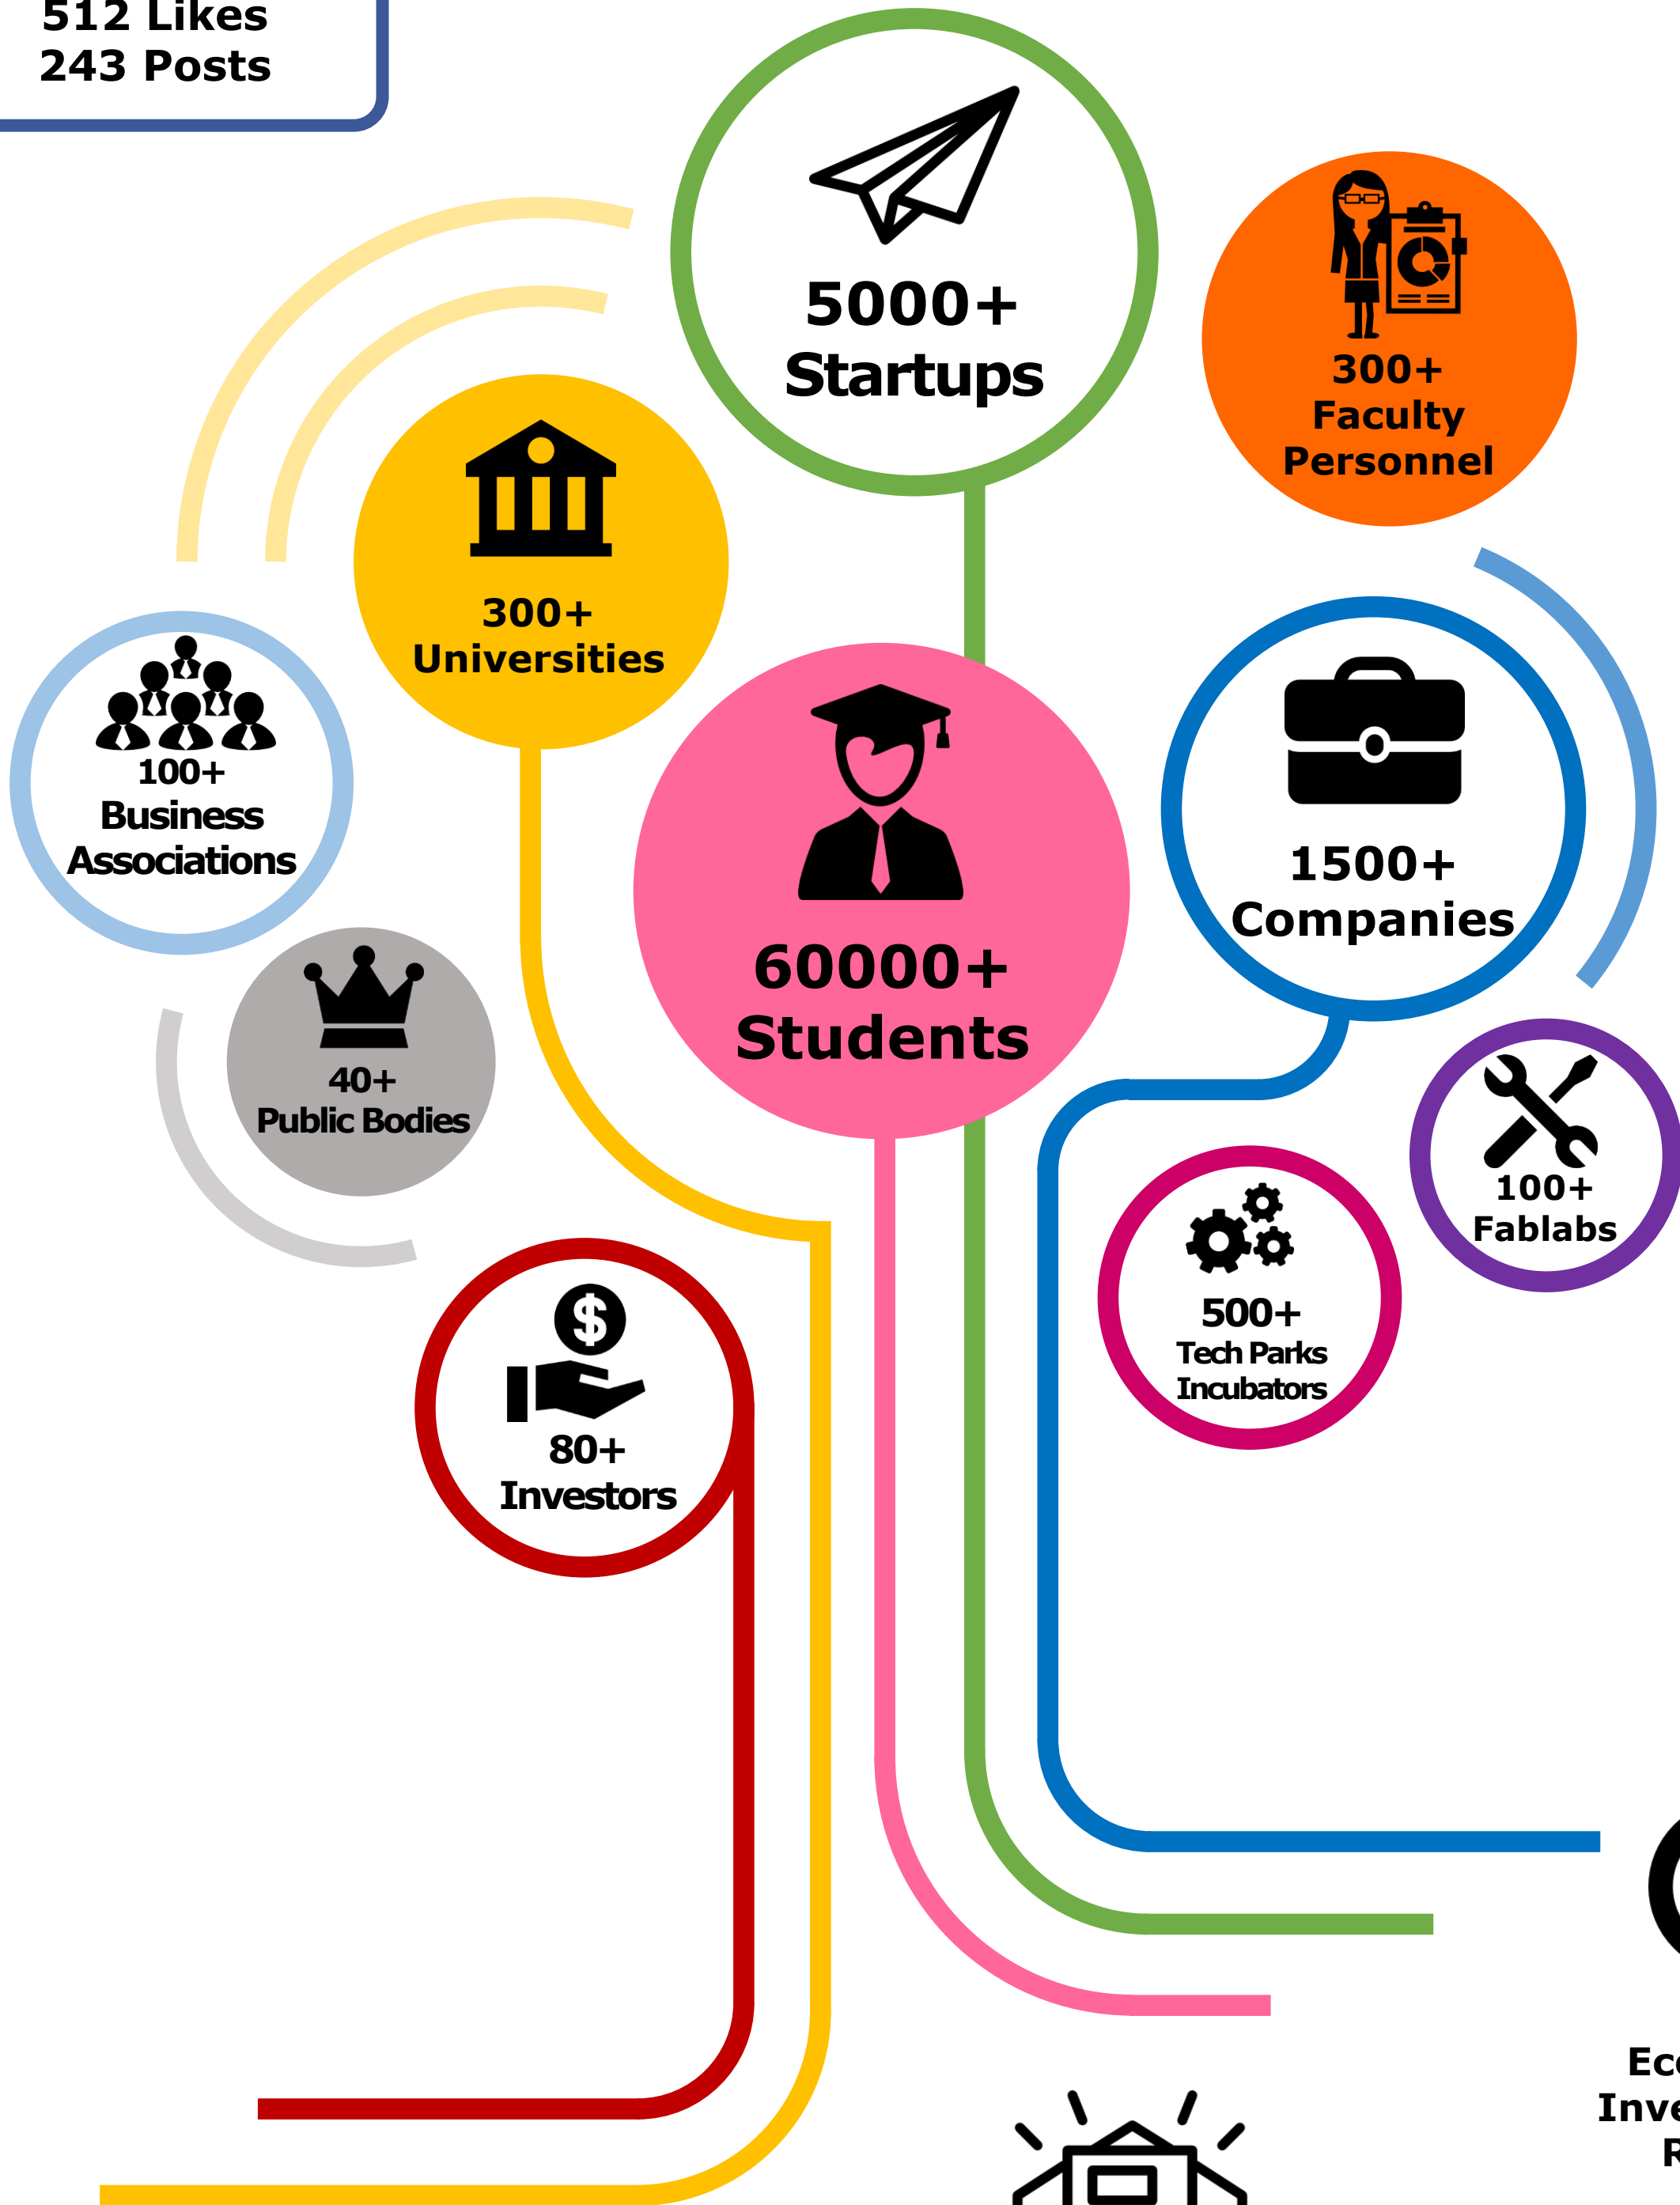 512 Likes
243 Posts
5000+
Startups
300+
Faculty
Personnel
300+
Universities
100+
Business
Associations
60000+
Students
1500+
Companies
40+
Public Bodies
100+
Fablabs
500+
Tech Parks
Incubators
$
80+
Investors